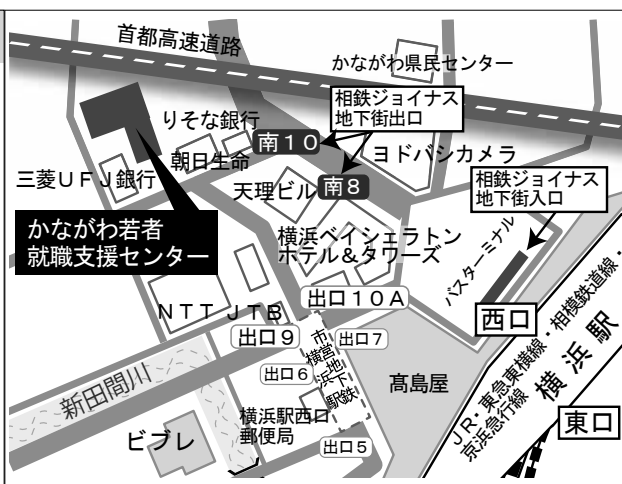 首都高速道路
かながわ県民センター
相鉄ジョイナス
地下街出口
りそな銀行
南10
ヨドバシカメラ
朝日生命
三菱UFJ銀行
天理ビル
南8
相鉄ジョイナス
地下街入口
かながわ若者
就職支援センター
横浜ベイシェラトン
ホテル&タワーズ
バスターミナル
出口10A
NTT JTB
西口
出口9
出口7
市営地下鉄
横浜駅
出口6
新田間川
髙島屋
JR・東急東横線・相模鉄道線・
京浜急行線
横浜駅
横浜駅西口
郵便局
ビブレ
出口5
東口